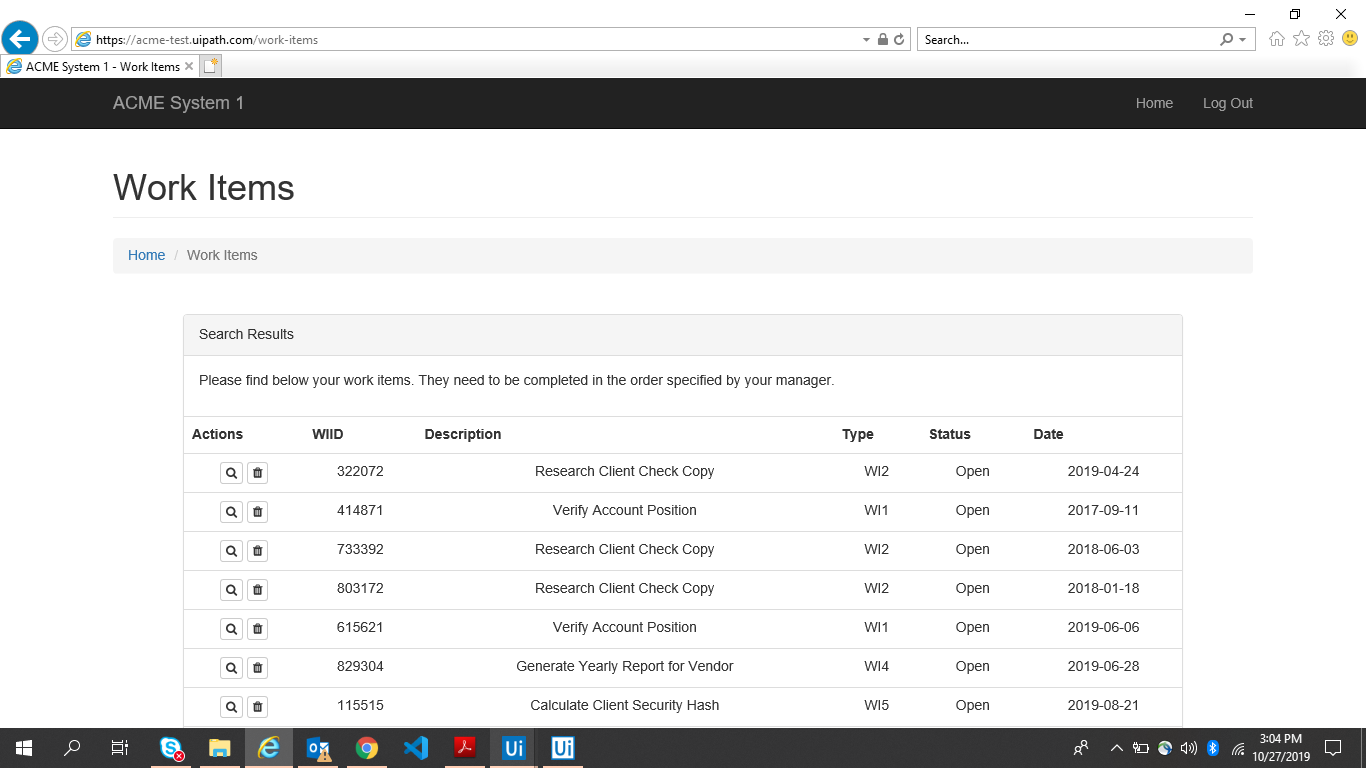 https://acme-test.uipath.com/work-items
Search...
ACME System 1 - Work Items
ACME System 1
Home
Log Out
Work Items
Home / Work Items
Search Results
Please find below your work items. They need to be completed in the order specified by your manager.
Actions WIID Description Type Status Date
322072 Research Client Check Copy WI2 Open 2019-04-24
414871 Verify Account Position WI1 Open 2017-09-11
733392 Research Client Check Copy WI2 Open 2018-06-03
803172 Research Client Check Copy WI2 Open 2018-01-18
615621 Verify Account Position WI1 Open 2019-06-06
829304 Generate Yearly Report for Vendor WI4 Open 2019-06-28
115515 Calculate Client Security Hash WI5 Open 2019-08-21
Ui
Ui
3:04 PM
10/27/2019